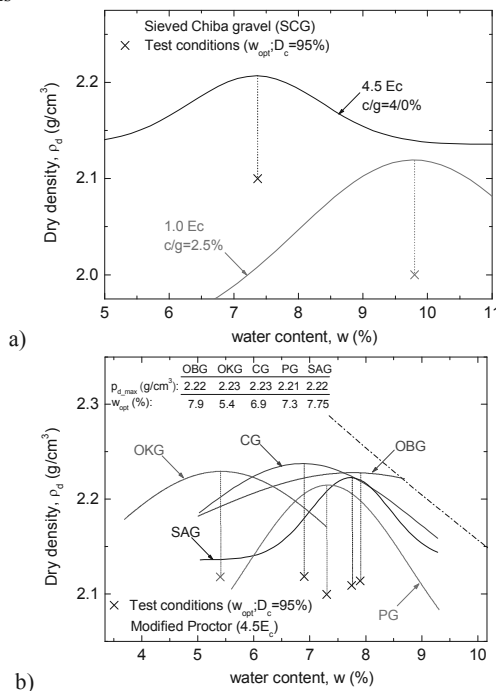 Sieved Chiba gravel (SCG)
× Test conditions (w_opt;D_c=95%)
4.5 Ec
c/g=4/0%
1.0 Ec
c/g=2.5%
2.2
2.1
2.0
Dry density, ρ_d (g/cm³)
5 6 7 8 9 10 11
water content, w (%)
a)
OBG OKG CG PG SAG
p_d_max (g/cm³): 2.22 2.23 2.23 2.21 2.22
w_opt (%): 7.9 5.4 6.9 7.3 7.75
2.3
2.2
2.1
Dry density, ρ_d (g/cm³)
OKG
CG
OBG
SAG
PG
× Test conditions (w_opt;D_c=95%)
Modified Proctor (4.5E_c)
4 5 6 7 8 9 10
water content, w (%)
b)